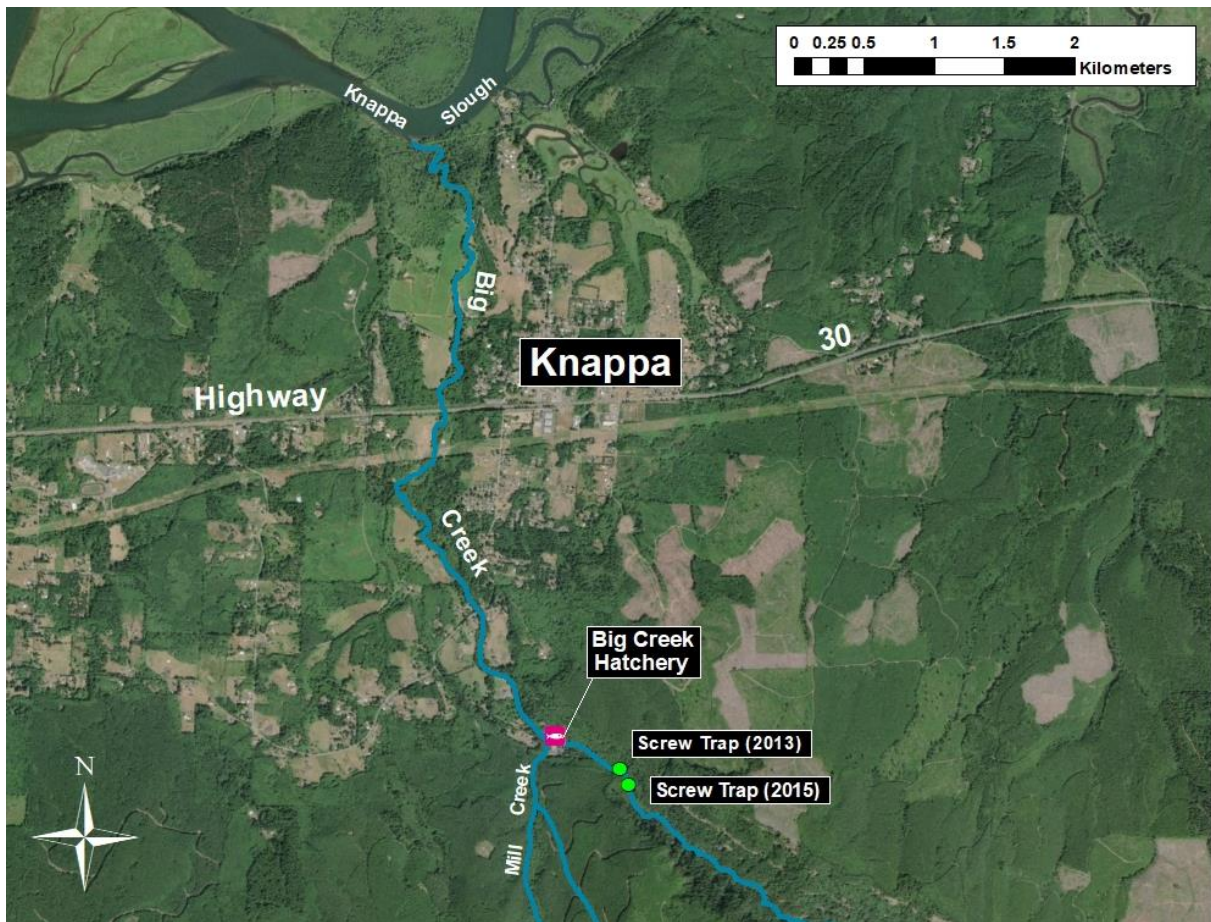 0 0.25 0.5 1 1.5 2
Kilometers
Knappa Slough
Big
Knappa
30
Highway
Creek
Big Creek
Hatchery
Screw Trap (2013)
Screw Trap (2015)
Creek
Mill
N